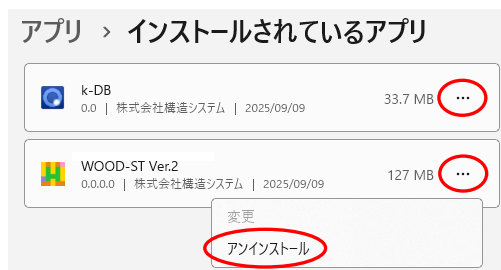 アプリ › インストールされているアプリ
k-DB
0.0 | 株式会社構造システム | 2025/09/09
33.7 MB
WOOD-ST Ver.2
0.0.0.0 | 株式会社構造システム | 2025/09/09
127 MB
変更
アンインストール